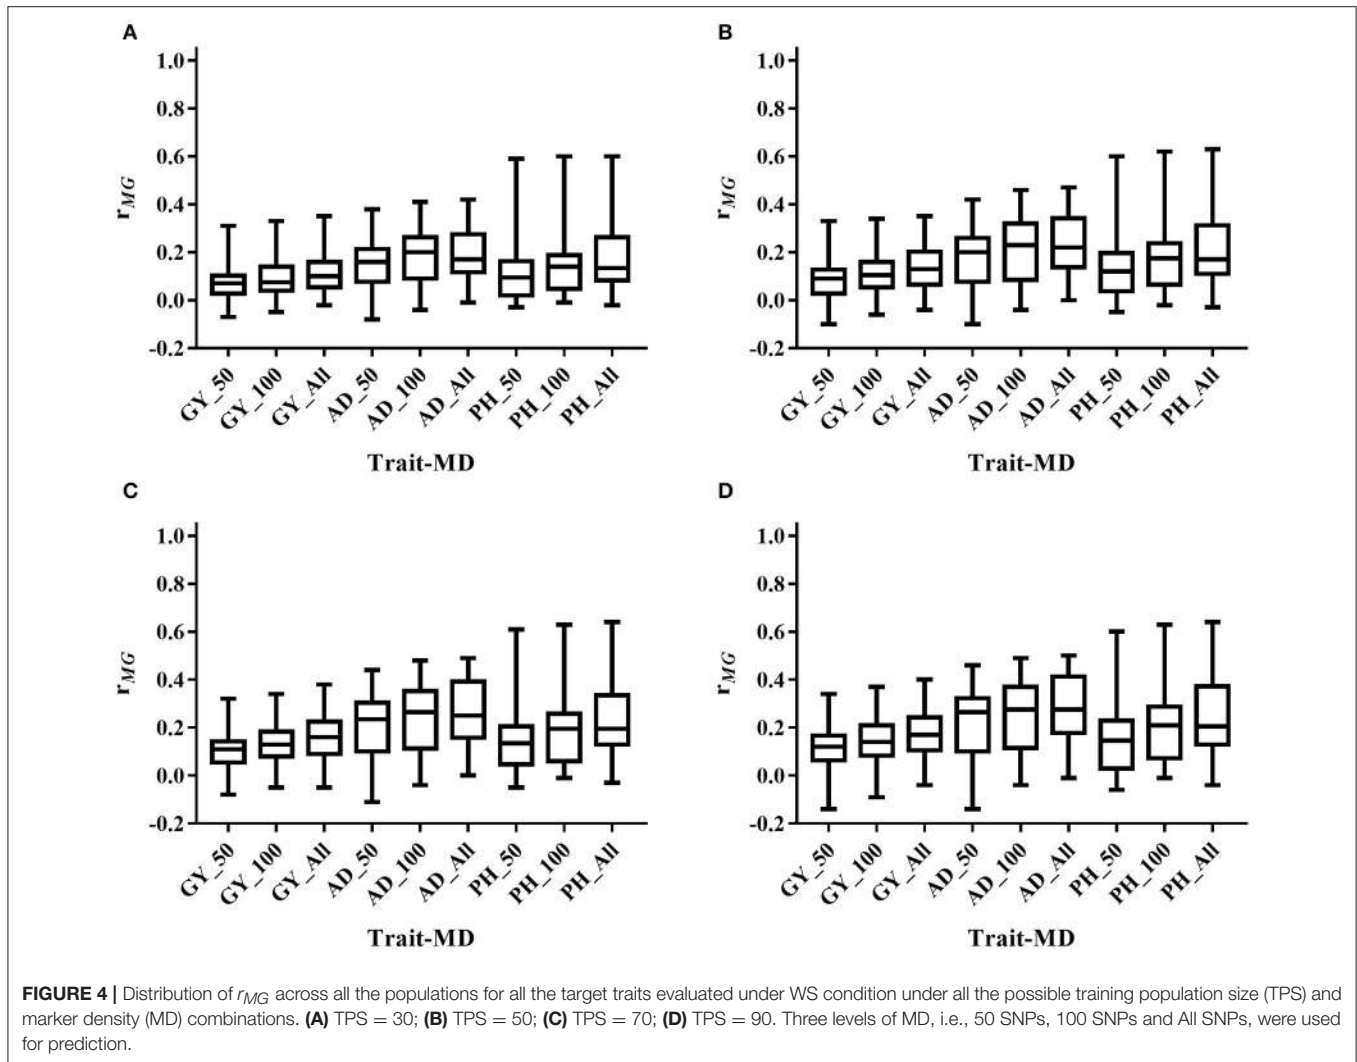 A
1.0
0.8
0.6
0.4
0.2
0.0
-0.2
rMG
GY_50
GY_100
GY_All
AD_50
AD_100
AD_All
PH_50
PH_100
PH_All
Trait-MD
B
1.0
0.8
0.6
0.4
0.2
0.0
-0.2
rMG
GY_50
GY_100
GY_All
AD_50
AD_100
AD_All
PH_50
PH_100
PH_All
Trait-MD
C
1.0
0.8
0.6
0.4
0.2
0.0
-0.2
rMG
GY_50
GY_100
GY_All
AD_50
AD_100
AD_All
PH_50
PH_100
PH_All
Trait-MD
D
1.0
0.8
0.6
0.4
0.2
0.0
-0.2
rMG
GY_50
GY_100
GY_All
AD_50
AD_100
AD_All
PH_50
PH_100
PH_All
Trait-MD
FIGURE 4 | Distribution of rMG across all the populations for all the target traits evaluated under WS condition under all the possible training population size (TPS) and
marker density (MD) combinations. (A) TPS = 30; (B) TPS = 50; (C) TPS = 70; (D) TPS = 90. Three levels of MD, i.e., 50 SNPs, 100 SNPs and All SNPs, were used
for prediction.